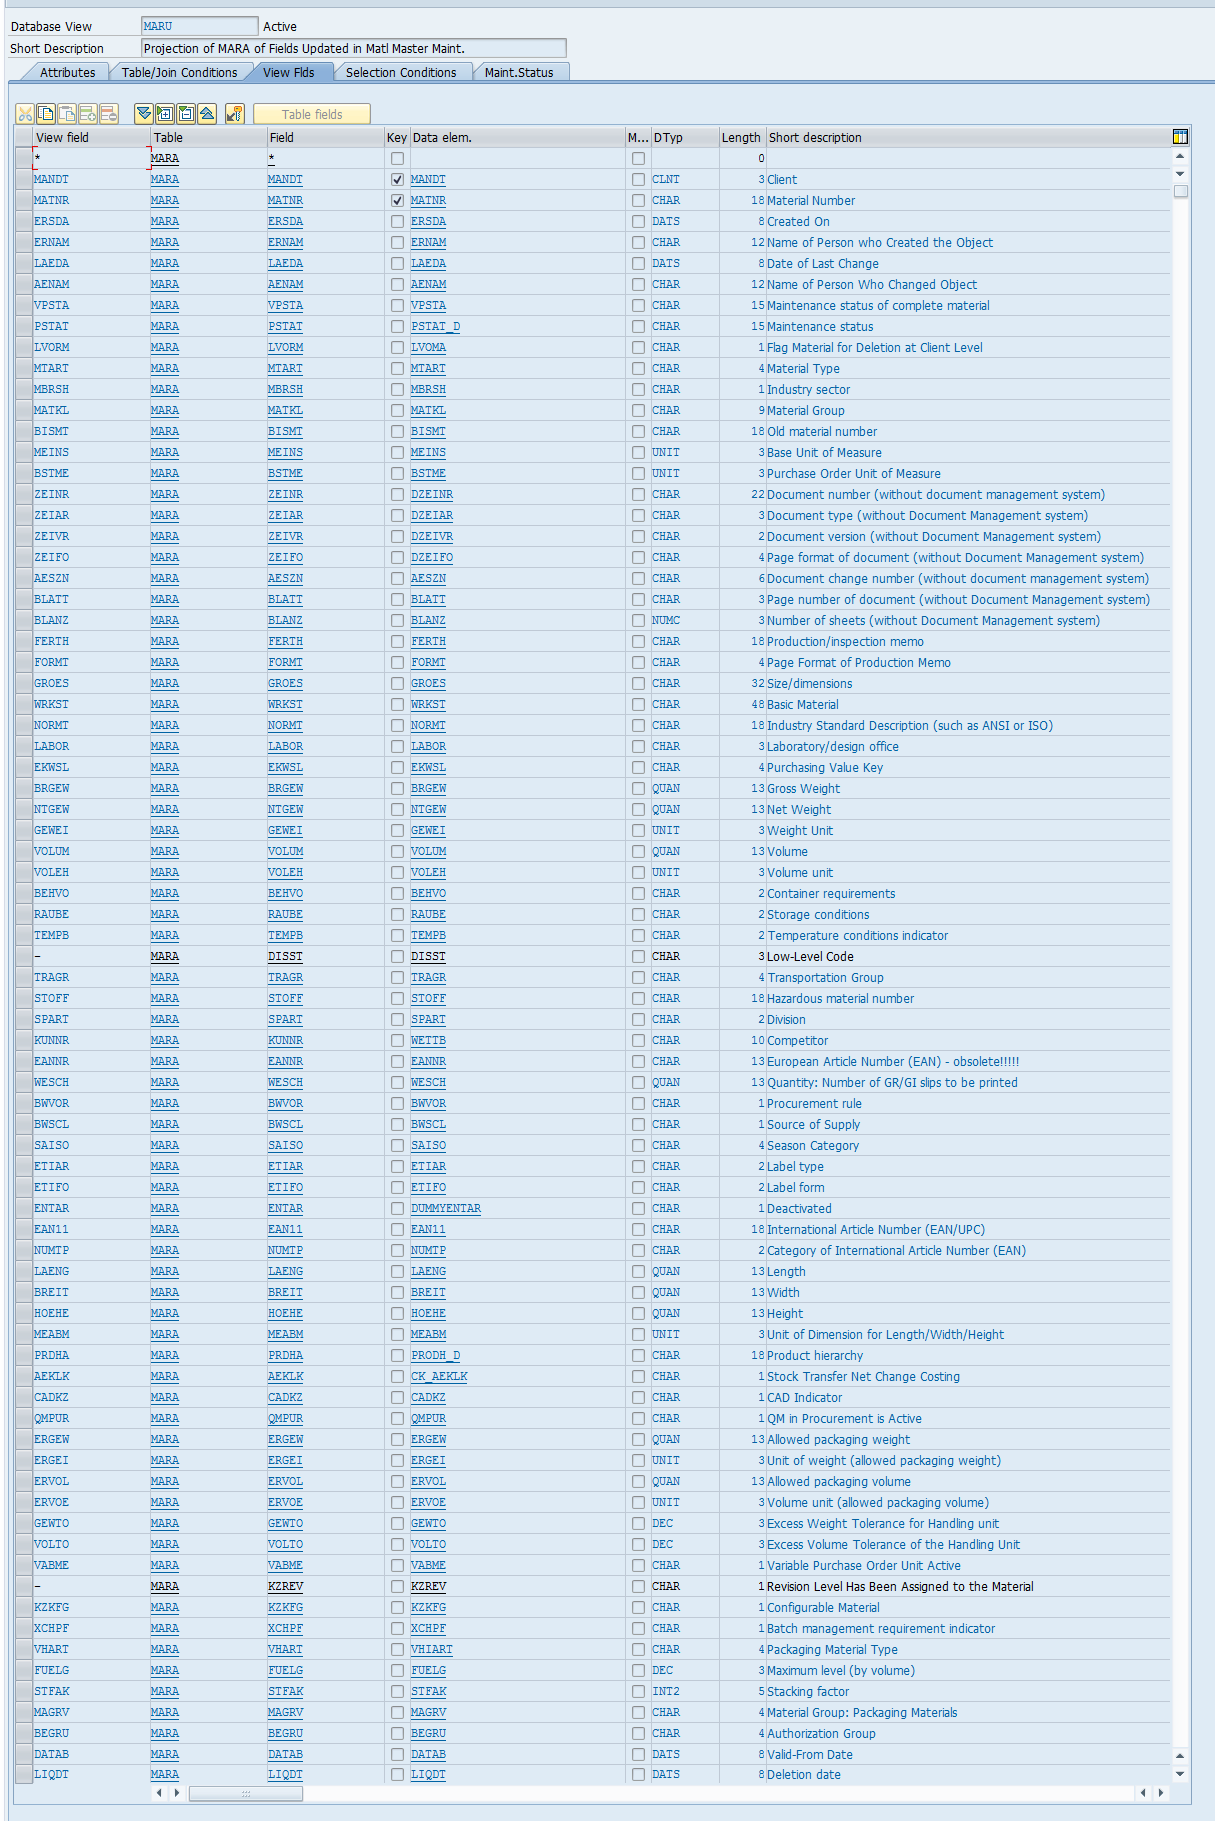 Database View MARU Active
Short Description Projection of MARA of Fields Updated in Matl Master Maint.
Attributes Table/Join Conditions View Flds Selection Conditions Maint.Status
Table fields
View field Table Field Key Data elem. M... DTyp Length Short description
* MARA * 0
MANDT MARA MANDT MANDT CLNT 3 Client
MATNR MARA MATNR MATNR CHAR 18 Material Number
ERSDA MARA ERSDA ERSDA DATS 8 Created On
ERNAM MARA ERNAM ERNAM CHAR 12 Name of Person who Created the Object
LAEDA MARA LAEDA LAEDA DATS 8 Date of Last Change
AENAM MARA AENAM AENAM CHAR 12 Name of Person Who Changed Object
VPSTA MARA VPSTA VPSTA CHAR 15 Maintenance status of complete material
PSTAT MARA PSTAT PSTAT_D CHAR 15 Maintenance status
LVORM MARA LVORM LVOMA CHAR 1 Flag Material for Deletion at Client Level
MTART MARA MTART MTART CHAR 4 Material Type
MBRSH MARA MBRSH MBRSH CHAR 1 Industry sector
MATKL MARA MATKL MATKL CHAR 9 Material Group
BISMT MARA BISMT BISMT CHAR 18 Old material number
MEINS MARA MEINS MEINS UNIT 3 Base Unit of Measure
BSTME MARA BSTME BSTME UNIT 3 Purchase Order Unit of Measure
ZEINR MARA ZEINR DZEINR CHAR 22 Document number (without document management system)
ZEIAR MARA ZEIAR DZEIAR CHAR 3 Document type (without Document Management system)
ZEIVR MARA ZEIVR DZEIVR CHAR 2 Document version (without Document Management system)
ZEIFO MARA ZEIFO DZEIFO CHAR 4 Page format of document (without Document Management system)
AESZN MARA AESZN AESZN CHAR 6 Document change number (without document management system)
BLATT MARA BLATT BLATT CHAR 3 Page number of document (without Document Management system)
BLANZ MARA BLANZ BLANZ NUMC 3 Number of sheets (without Document Management system)
FERTH MARA FERTH FERTH CHAR 18 Production/inspection memo
FORMT MARA FORMT FORMT CHAR 4 Page Format of Production Memo
GROES MARA GROES GROES CHAR 32 Size/dimensions
WRKST MARA WRKST WRKST CHAR 48 Basic Material
NORMT MARA NORMT NORMT CHAR 18 Industry Standard Description (such as ANSI or ISO)
LABOR MARA LABOR LABOR CHAR 3 Laboratory/design office
EKWSL MARA EKWSL EKWSL CHAR 4 Purchasing Value Key
BRGEW MARA BRGEW BRGEW QUAN 13 Gross Weight
NTGEW MARA NTGEW NTGEW QUAN 13 Net Weight
GEWEI MARA GEWEI GEWEI UNIT 3 Weight Unit
VOLUM MARA VOLUM VOLUM QUAN 13 Volume
VOLEH MARA VOLEH VOLEH UNIT 3 Volume unit
BEHVO MARA BEHVO BEHVO CHAR 2 Container requirements
RAUBE MARA RAUBE RAUBE CHAR 2 Storage conditions
TEMPB MARA TEMPB TEMPB CHAR 2 Temperature conditions indicator
- MARA DISST DISST CHAR 3 Low-Level Code
TRAGR MARA TRAGR TRAGR CHAR 4 Transportation Group
STOFF MARA STOFF STOFF CHAR 18 Hazardous material number
SPART MARA SPART SPART CHAR 2 Division
KUNNR MARA KUNNR WETTB CHAR 10 Competitor
EANNR MARA EANNR EANNR CHAR 13 European Article Number (EAN) - obsolete!!!!!
WESCH MARA WESCH WESCH QUAN 13 Quantity: Number of GR/GI slips to be printed
BWVOR MARA BWVOR BWVOR CHAR 1 Procurement rule
BWSCL MARA BWSCL BWSCL CHAR 1 Source of Supply
SAISO MARA SAISO SAISO CHAR 4 Season Category
ETIAR MARA ETIAR ETIAR CHAR 2 Label type
ETIFO MARA ETIFO ETIFO CHAR 2 Label form
ENTAR MARA ENTAR DUMMYENTAR CHAR 1 Deactivated
EAN11 MARA EAN11 EAN11 CHAR 18 International Article Number (EAN/UPC)
NUMTP MARA NUMTP NUMTP CHAR 2 Category of International Article Number (EAN)
LAENG MARA LAENG LAENG QUAN 13 Length
BREIT MARA BREIT BREIT QUAN 13 Width
HOEHE MARA HOEHE HOEHE QUAN 13 Height
MEABM MARA MEABM MEABM UNIT 3 Unit of Dimension for Length/Width/Height
PRDHA MARA PRDHA PRODH_D CHAR 18 Product hierarchy
AEKLK MARA AEKLK CK_AEKLK CHAR 1 Stock Transfer Net Change Costing
CADKZ MARA CADKZ CADKZ CHAR 1 CAD Indicator
QMPUR MARA QMPUR QMPUR CHAR 1 QM in Procurement is Active
ERGEW MARA ERGEW ERGEW QUAN 13 Allowed packaging weight
ERGEI MARA ERGEI ERGEI UNIT 3 Unit of weight (allowed packaging weight)
ERVOL MARA ERVOL ERVOL QUAN 13 Allowed packaging volume
ERVOE MARA ERVOE ERVOE UNIT 3 Volume unit (allowed packaging volume)
GEWTO MARA GEWTO GEWTO DEC 3 Excess Weight Tolerance for Handling unit
VOLTO MARA VOLTO VOLTO DEC 3 Excess Volume Tolerance of the Handling Unit
VABME MARA VABME VABME CHAR 1 Variable Purchase Order Unit Active
- MARA KZREV KZREV CHAR 1 Revision Level Has Been Assigned to the Material
KZKFG MARA KZKFG KZKFG CHAR 1 Configurable Material
XCHPF MARA XCHPF XCHPF CHAR 1 Batch management requirement indicator
VHART MARA VHART VHIART CHAR 4 Packaging Material Type
FUELG MARA FUELG FUELG DEC 3 Maximum level (by volume)
STFAK MARA STFAK STFAK INT2 5 Stacking factor
MAGRV MARA MAGRV MAGRV CHAR 4 Material Group: Packaging Materials
BEGRU MARA BEGRU BEGRU CHAR 4 Authorization Group
DATAB MARA DATAB DATAB DATS 8 Valid-From Date
LIQDT MARA LIQDT LIQDT DATS 8 Deletion date